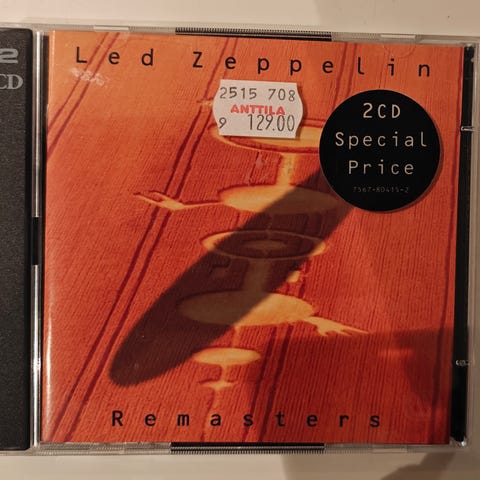 2
CD
Led Zeppelin
2515 708
ANTTILA
9 129.00
2CD
Special
Price
7567-80415-2
Remasters